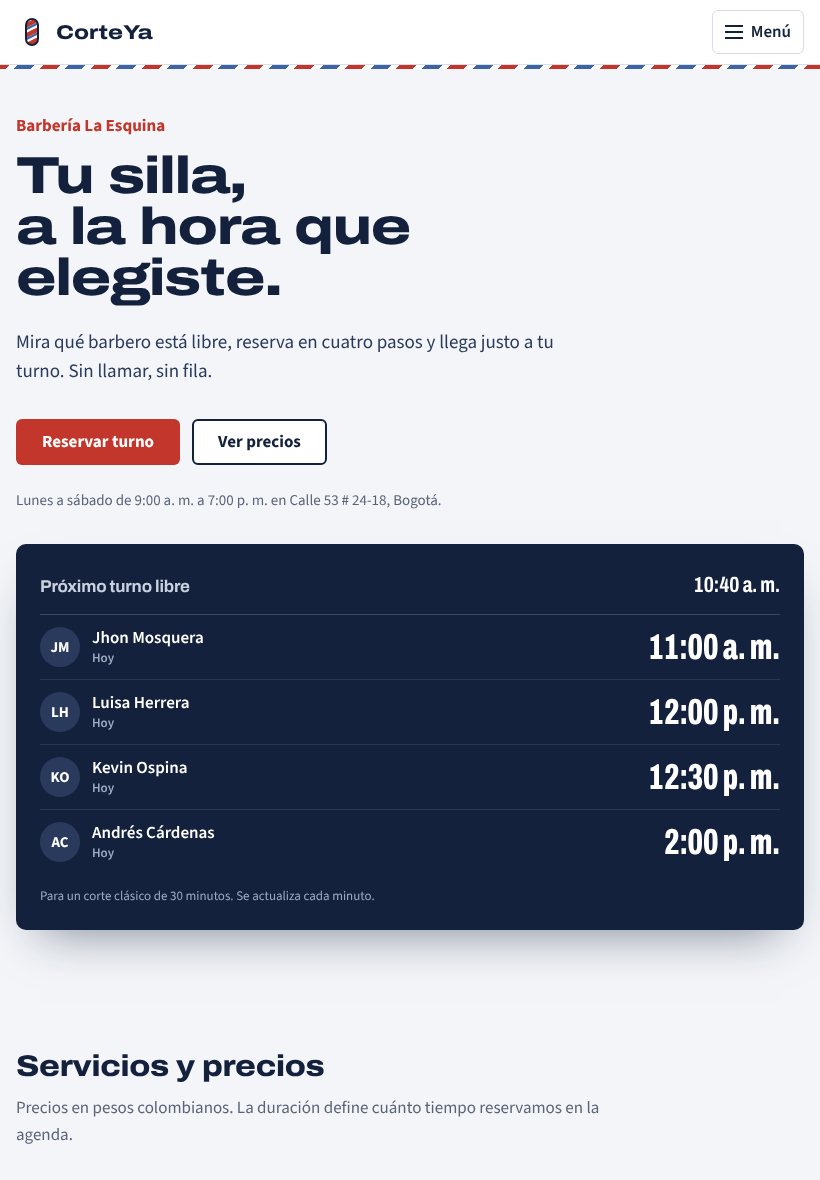 CorteYa
Menú
Barbería La Esquina
Tu silla,
a la hora que
elegiste.
Mira qué barbero está libre, reserva en cuatro pasos y llega justo a tu
turno. Sin llamar, sin fila.
Reservar turno
Ver precios
Lunes a sábado de 9:00 a. m. a 7:00 p. m. en Calle 53 # 24-18, Bogotá.
Próximo turno libre
10:40 a. m.
JM
Jhon Mosquera
Hoy
11:00 a. m.
LH
Luisa Herrera
Hoy
12:00 p. m.
KO
Kevin Ospina
Hoy
12:30 p. m.
AC
Andrés Cárdenas
Hoy
2:00 p. m.
Para un corte clásico de 30 minutos. Se actualiza cada minuto.
Servicios y precios
Precios en pesos colombianos. La duración define cuánto tiempo reservamos en la
agenda.